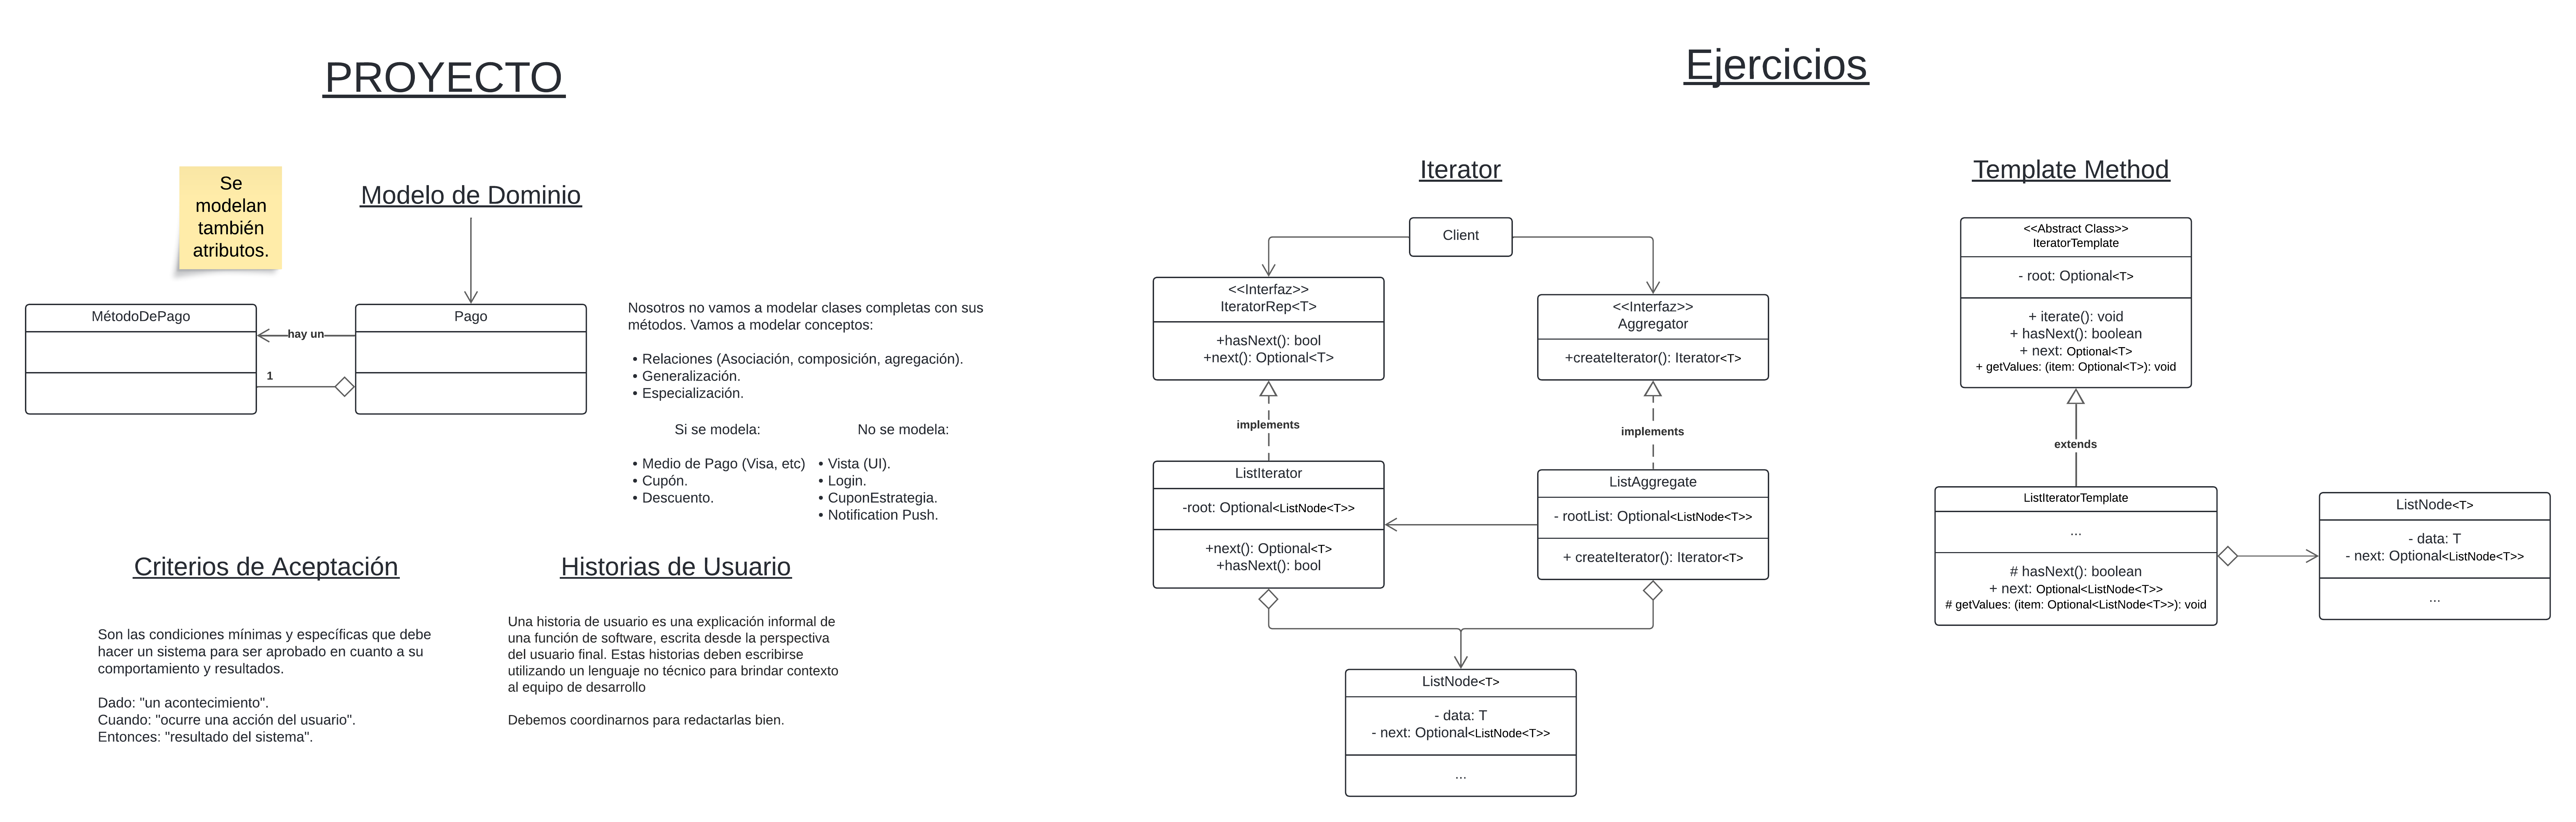 PROYECTO
Se
modelan
también
atributos.
Modelo de Dominio
MétodoDePago
Pago
hay un
1
Nosotros no vamos a modelar clases completas con sus
métodos. Vamos a modelar conceptos:
• Relaciones (Asociación, composición, agregación).
• Generalización.
• Especialización.
Si se modela:
• Medio de Pago (Visa, etc)
• Cupón.
• Descuento.
No se modela:
• Vista (UI).
• Login.
• CuponEstrategia.
• Notification Push.
Criterios de Aceptación
Son las condiciones mínimas y específicas que debe
hacer un sistema para ser aprobado en cuanto a su
comportamiento y resultados.
Dado: "un acontecimiento".
Cuando: "ocurre una acción del usuario".
Entonces: "resultado del sistema".
Historias de Usuario
Una historia de usuario es una explicación informal de
una función de software, escrita desde la perspectiva
del usuario final. Estas historias deben escribirse
utilizando un lenguaje no técnico para brindar contexto
al equipo de desarrollo
Debemos coordinarnos para redactarlas bien.
Ejercicios
Iterator
Client
<<Interfaz>>
IteratorRep<T>
+hasNext(): bool
+next(): Optional<T>
<<Interfaz>>
Aggregator
+createIterator(): Iterator<T>
implements
implements
ListIterator
-root: Optional<ListNode<T>>
+next(): Optional<T>
+hasNext(): bool
ListAggregate
- rootList: Optional<ListNode<T>>
+ createIterator(): Iterator<T>
ListNode<T>
- data: T
- next: Optional<ListNode<T>>
...
Template Method
<<Abstract Class>>
IteratorTemplate
- root: Optional<T>
+ iterate(): void
+ hasNext(): boolean
+ next: Optional<T>
+ getValues: (item: Optional<T>): void
extends
ListIteratorTemplate
...
# hasNext(): boolean
+ next: Optional<ListNode<T>>
# getValues: (item: Optional<ListNode<T>>): void
ListNode<T>
- data: T
- next: Optional<ListNode<T>>
...